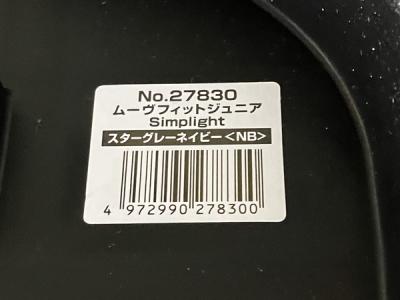 No.27830
ムーヴフィットジュニア
Simplight
スターグレーネイビー<NB>
4 972990 278300